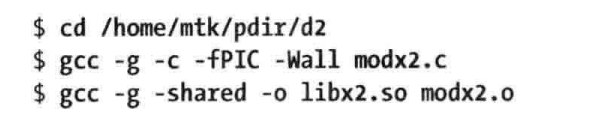 $ cd /home/mtk/pdir/d2
$ gcc -g -c -fPIC -Wall modx2.c
$ gcc -g -shared -o libx2.so modx2.o